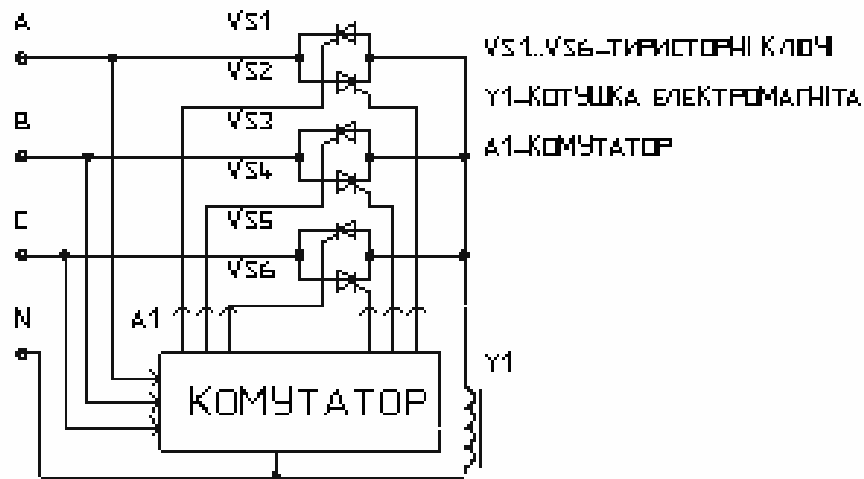 A
VS1
VS1..VS6-ТИРИСТОРНІ КЛЮЧІ
VS2
Y1-КОТУШКА ЕЛЕКТРОМАГНІТА
B
VS3
A1-КОМУТАТОР
VS4
C
VS5
VS6
N
A1
Y1
КОМУТАТОР